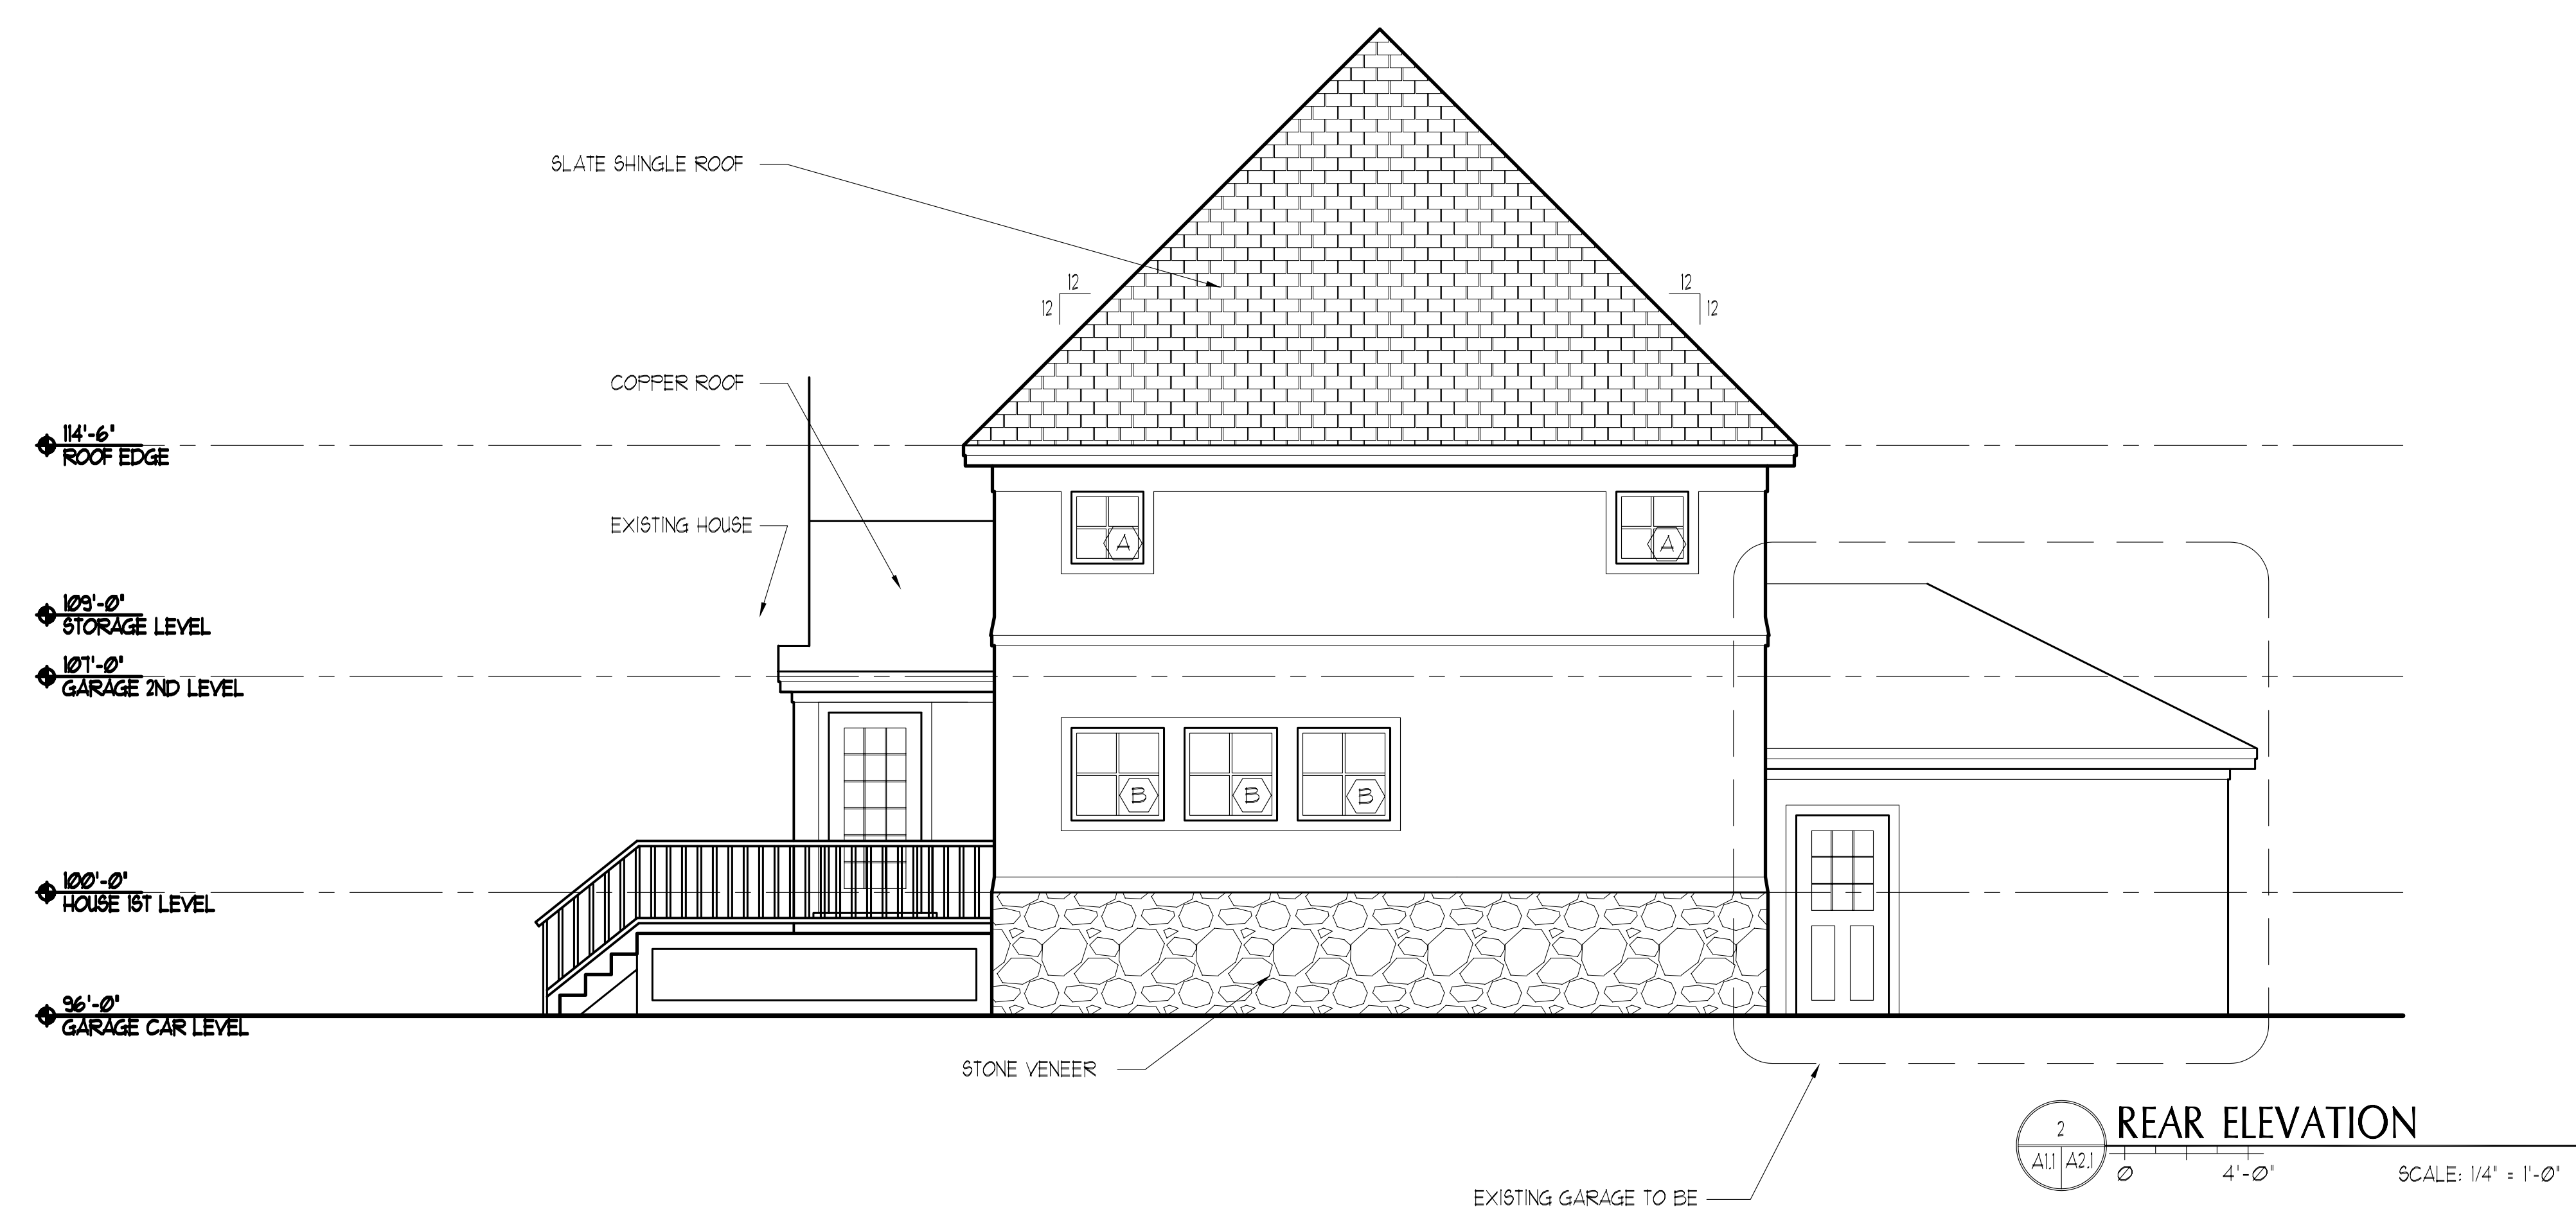 SLATE SHINGLE ROOF
12
12
12
12
COPPER ROOF
114'-6"
ROOF EDGE
EXISTING HOUSE
A
A
109'-0"
STORAGE LEVEL
107'-0"
GARAGE 2ND LEVEL
B
B
B
100'-0"
HOUSE 1ST LEVEL
96'-0"
GARAGE CAR LEVEL
STONE VENEER
2
A1.1 A2.1
REAR ELEVATION
0 4'-0" SCALE: 1/4" = 1'-0"
EXISTING GARAGE TO BE